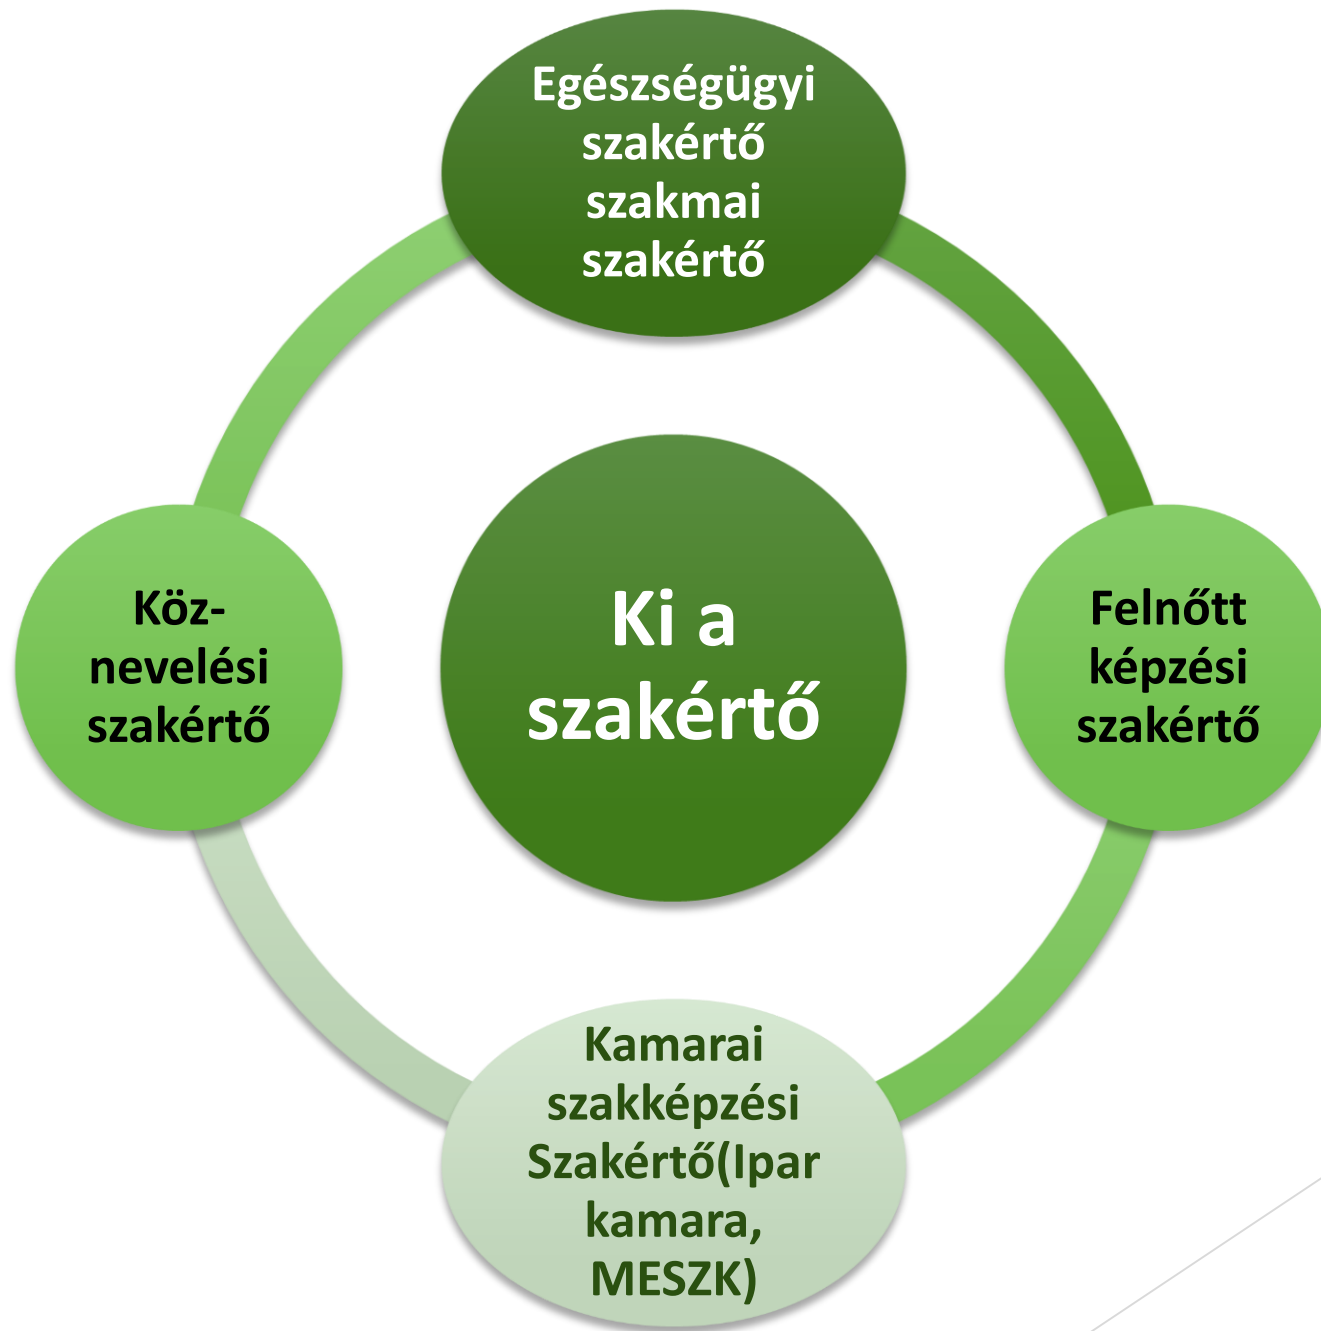 Egészségügyi
szakértő
szakmai
szakértő
Köz-
nevelési
szakértő
Ki a
szakértő
Felnőtt
képzési
szakértő
Kamarai
szakképzési
Szakértő(Ipar
kamara,
MESZK)